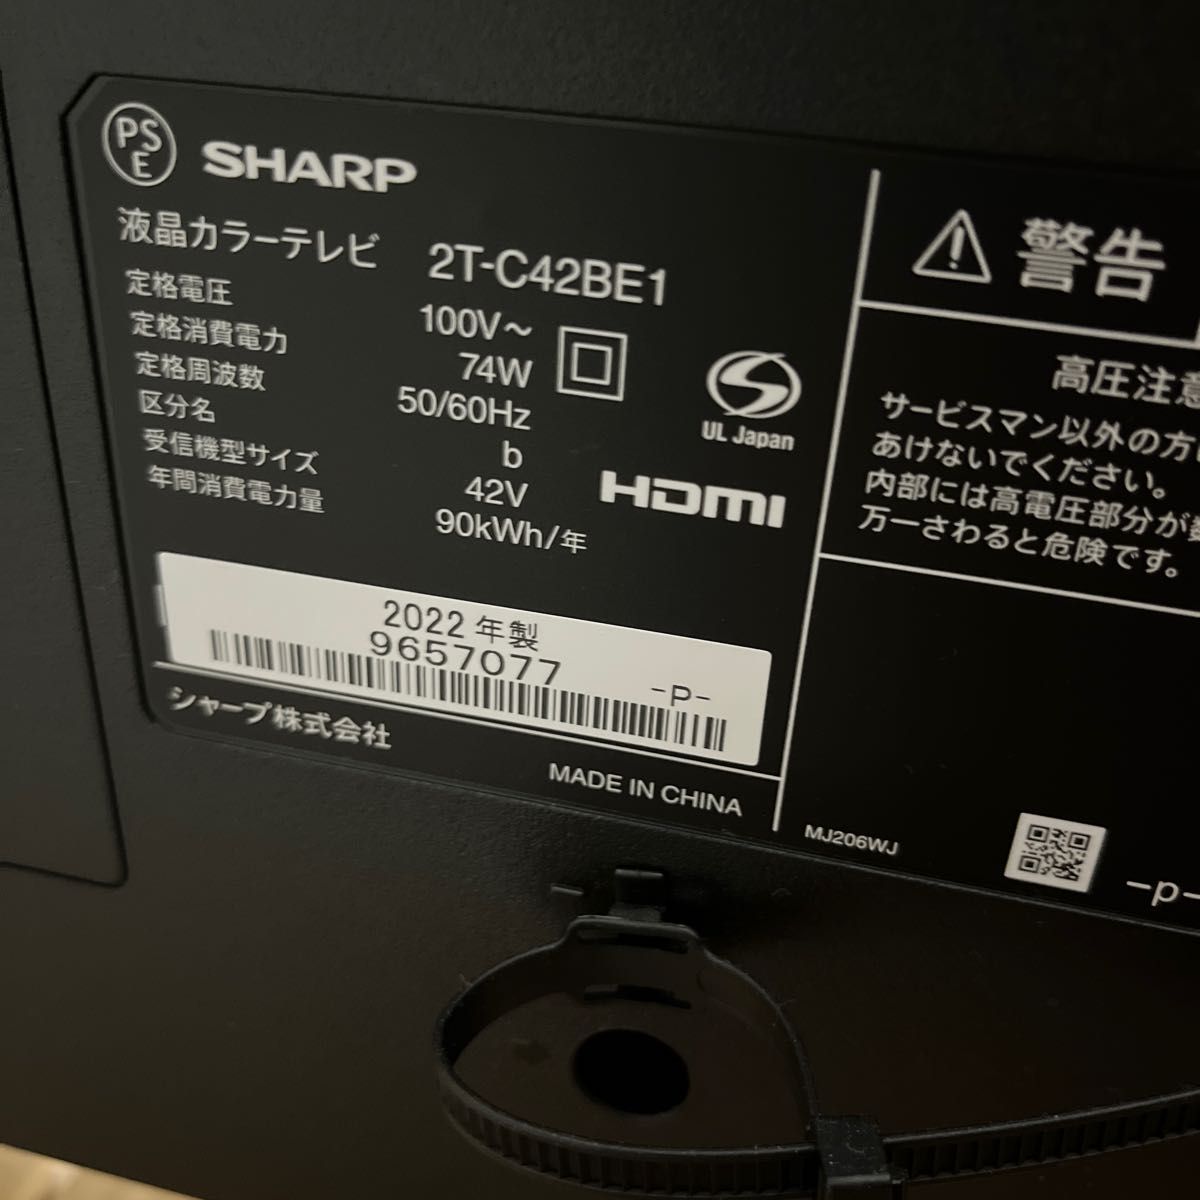 PS
E
SHARP
液晶カラーテレビ 2T-C42BE1
定格電圧 100V～
定格消費電力 74W
定格周波数 50/60Hz
区分名 b
受信機型サイズ 42V
年間消費電力量 90kWh/年
UL Japan
HDMI
2022 年製
9657077
-P-
シャープ株式会社
MADE IN CHINA
警告
高圧注意
サービスマン以外の方
あけないでください。
内部には高電圧部分が
万一さわると危険です。
MJ206WJ
-p-